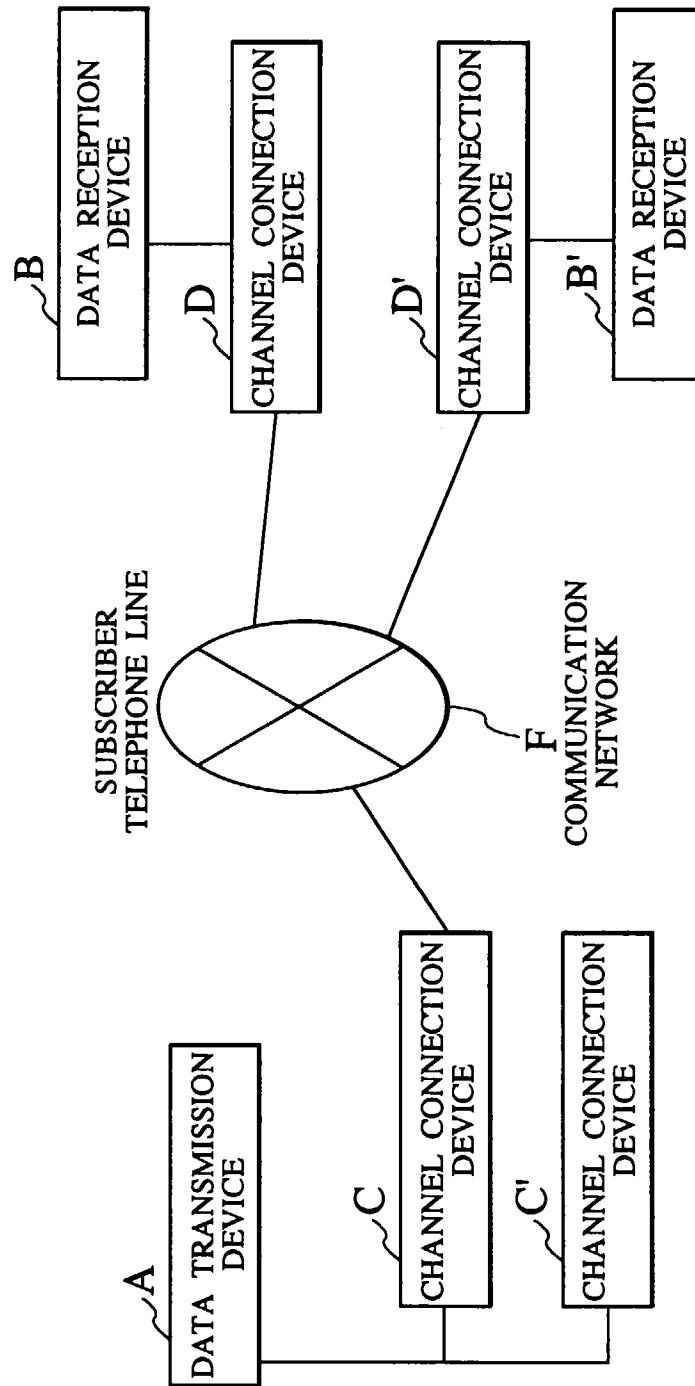 A
DATA TRANSMISSION
DEVICE
C
CHANNEL CONNECTION
DEVICE
C'
CHANNEL CONNECTION
DEVICE
SUBSCRIBER
TELEPHONE LINE
F
COMMUNICATION
NETWORK
B
DATA RECEPTION
DEVICE
D
CHANNEL CONNECTION
DEVICE
D'
CHANNEL CONNECTION
DEVICE
B'
DATA RECEPTION
DEVICE